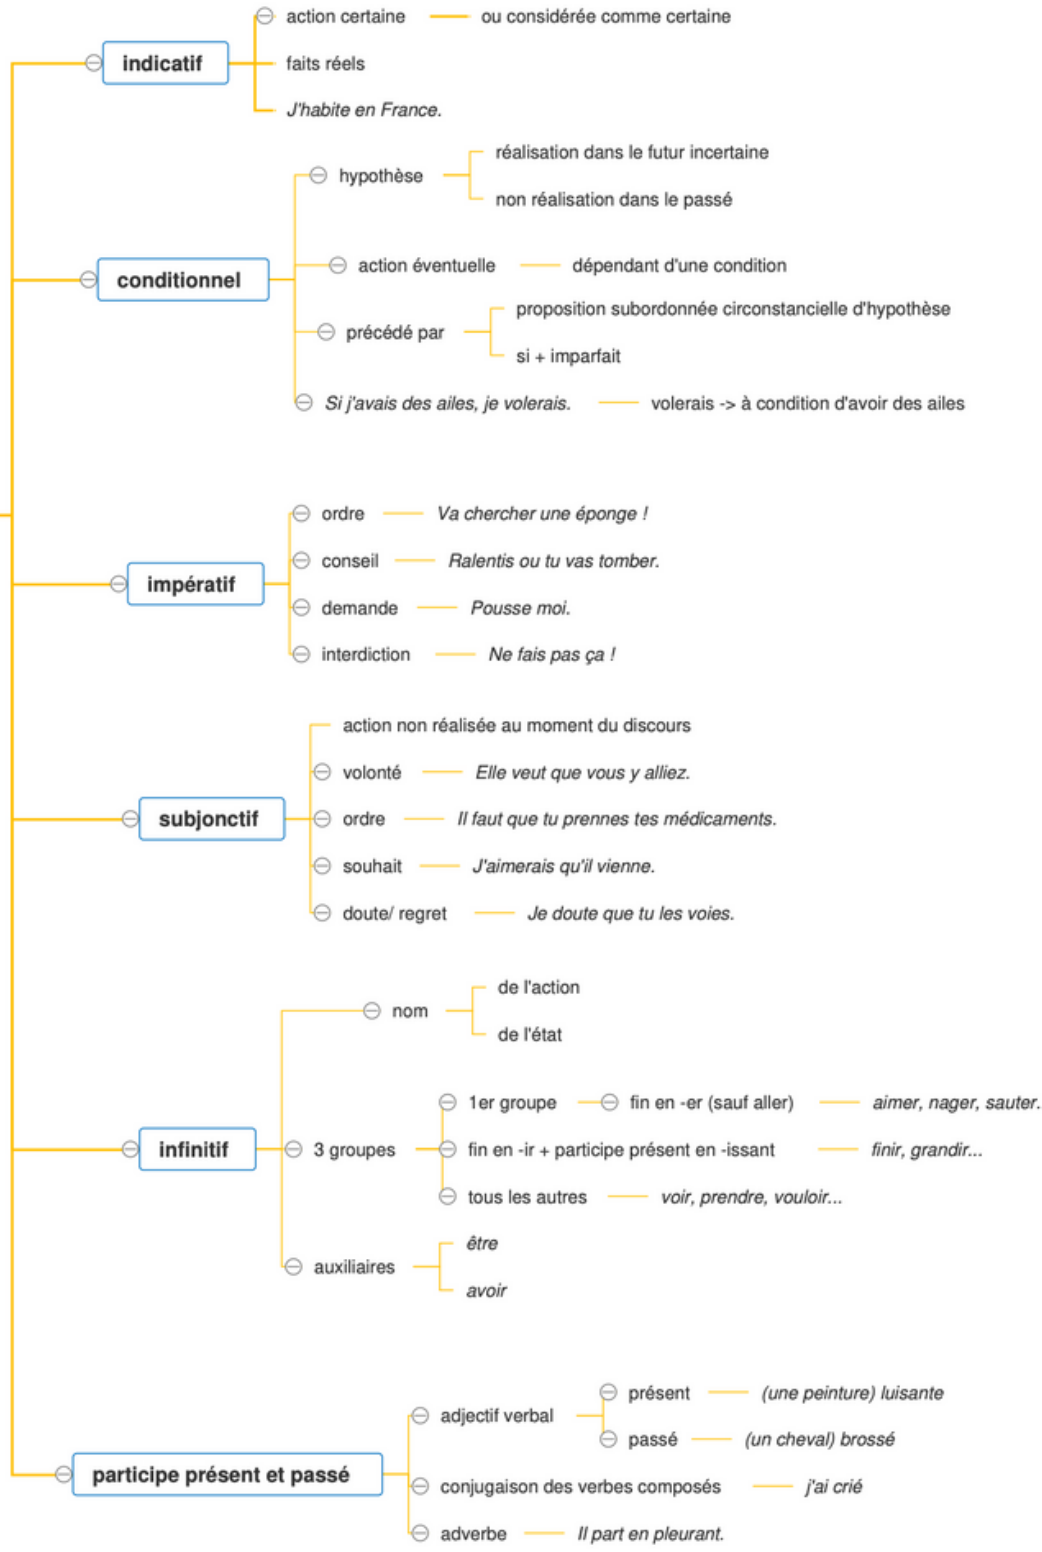 indicatif
action certaine
ou considérée comme certaine
faits réels
J'habite en France.
conditionnel
hypothèse
réalisation dans le futur incertaine
non réalisation dans le passé
action éventuelle
dépendant d'une condition
précédé par
proposition subordonnée circonstancielle d'hypothèse
si + imparfait
Si j'avais des ailes, je volerais.
volerais -> à condition d'avoir des ailes
impératif
ordre
Va chercher une éponge !
conseil
Ralentis ou tu vas tomber.
demande
Pousse moi.
interdiction
Ne fais pas ça !
subjonctif
action non réalisée au moment du discours
volonté
Elle veut que vous y alliez.
ordre
Il faut que tu prennes tes médicaments.
souhait
J'aimerais qu'il vienne.
doute/ regret
Je doute que tu les voies.
infinitif
nom
de l'action
de l'état
3 groupes
1er groupe
fin en -er (sauf aller)
aimer, nager, sauter.
fin en -ir + participe présent en -issant
finir, grandir...
tous les autres
voir, prendre, vouloir...
auxiliaires
être
avoir
participe présent et passé
adjectif verbal
présent
(une peinture) luisante
passé
(un cheval) brossé
conjugaison des verbes composés
j'ai crié
adverbe
Il part en pleurant.